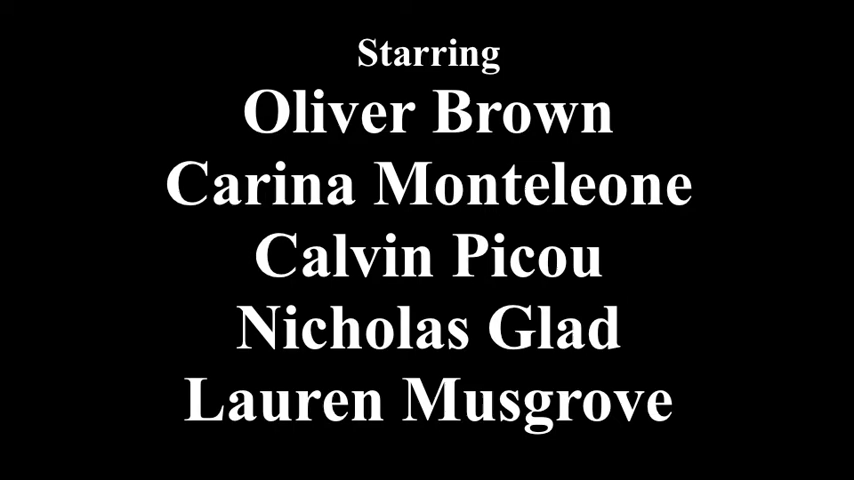 Starring
Oliver Brown
Carina Monteleone
Calvin Picou
Nicholas Glad
Lauren Musgrove